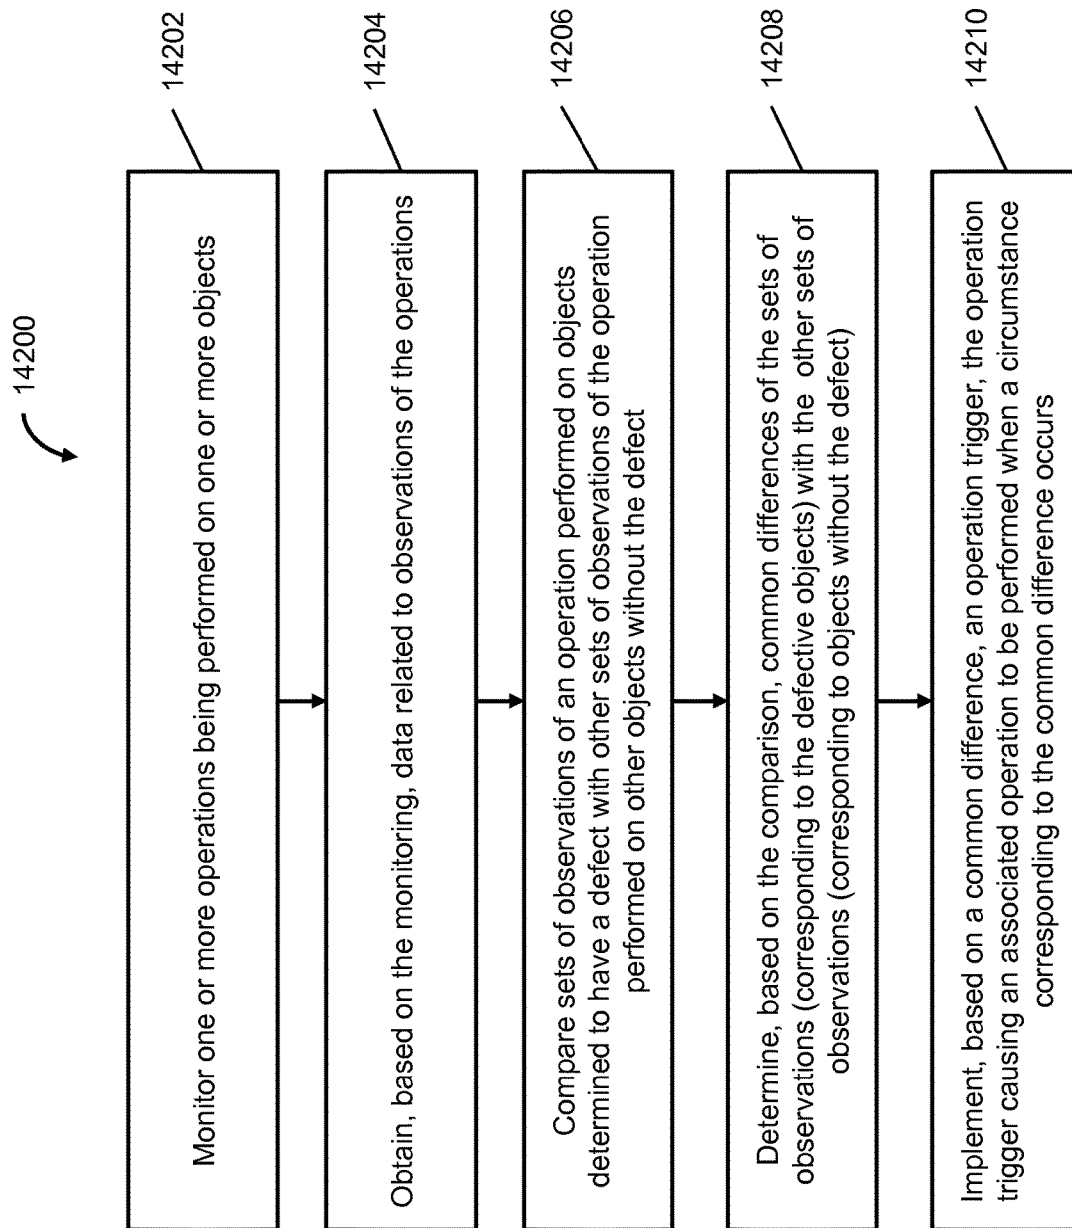 14200
Monitor one or more operations being performed on one or more objects
14202
Obtain, based on the monitoring, data related to observations of the operations
14204
Compare sets of observations of an operation performed on objects
determined to have a defect with other sets of observations of the operation
performed on other objects without the defect
14206
Determine, based on the comparison, common differences of the sets of
observations (corresponding to the defective objects) with the other sets of
observations (corresponding to objects without the defect)
14208
Implement, based on a common difference, an operation trigger, the operation
trigger causing an associated operation to be performed when a circumstance
corresponding to the common difference occurs
14210